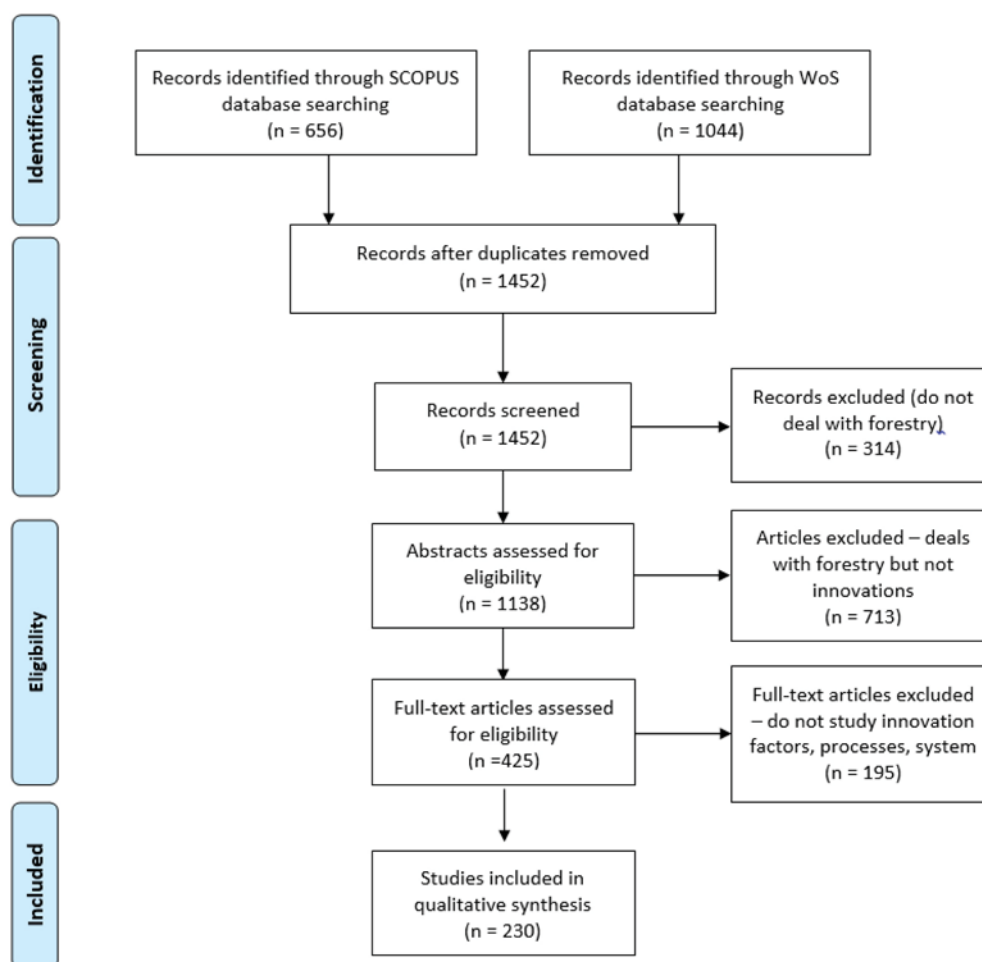 Identification
Records identified through SCOPUS
database searching
(n = 656)
Records identified through WoS
database searching
(n = 1044)
Screening
Records after duplicates removed
(n = 1452)
Records screened
(n = 1452)
Records excluded (do not
deal with forestry)
(n = 314)
Eligibility
Abstracts assessed for
eligibility
(n = 1138)
Articles excluded – deals
with forestry but not
innovations
(n = 713)
Full-text articles assessed
for eligibility
(n =425)
Full-text articles excluded
– do not study innovation
factors, processes, system
(n = 195)
Included
Studies included in
qualitative synthesis
(n = 230)